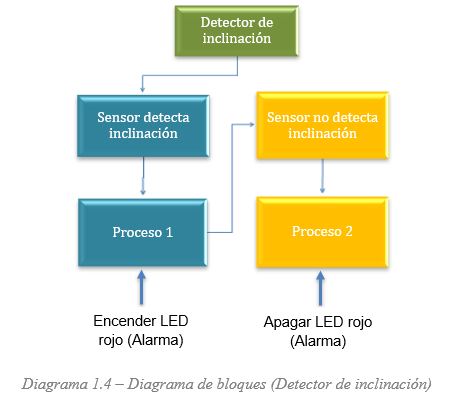 Detector de
inclinación
Sensor detecta
inclinación
Sensor no detecta
inclinación
Proceso 1
Proceso 2
Encender LED
rojo (Alarma)
Apagar LED rojo
(Alarma)
Diagrama 1.4 – Diagrama de bloques (Detector de inclinación)